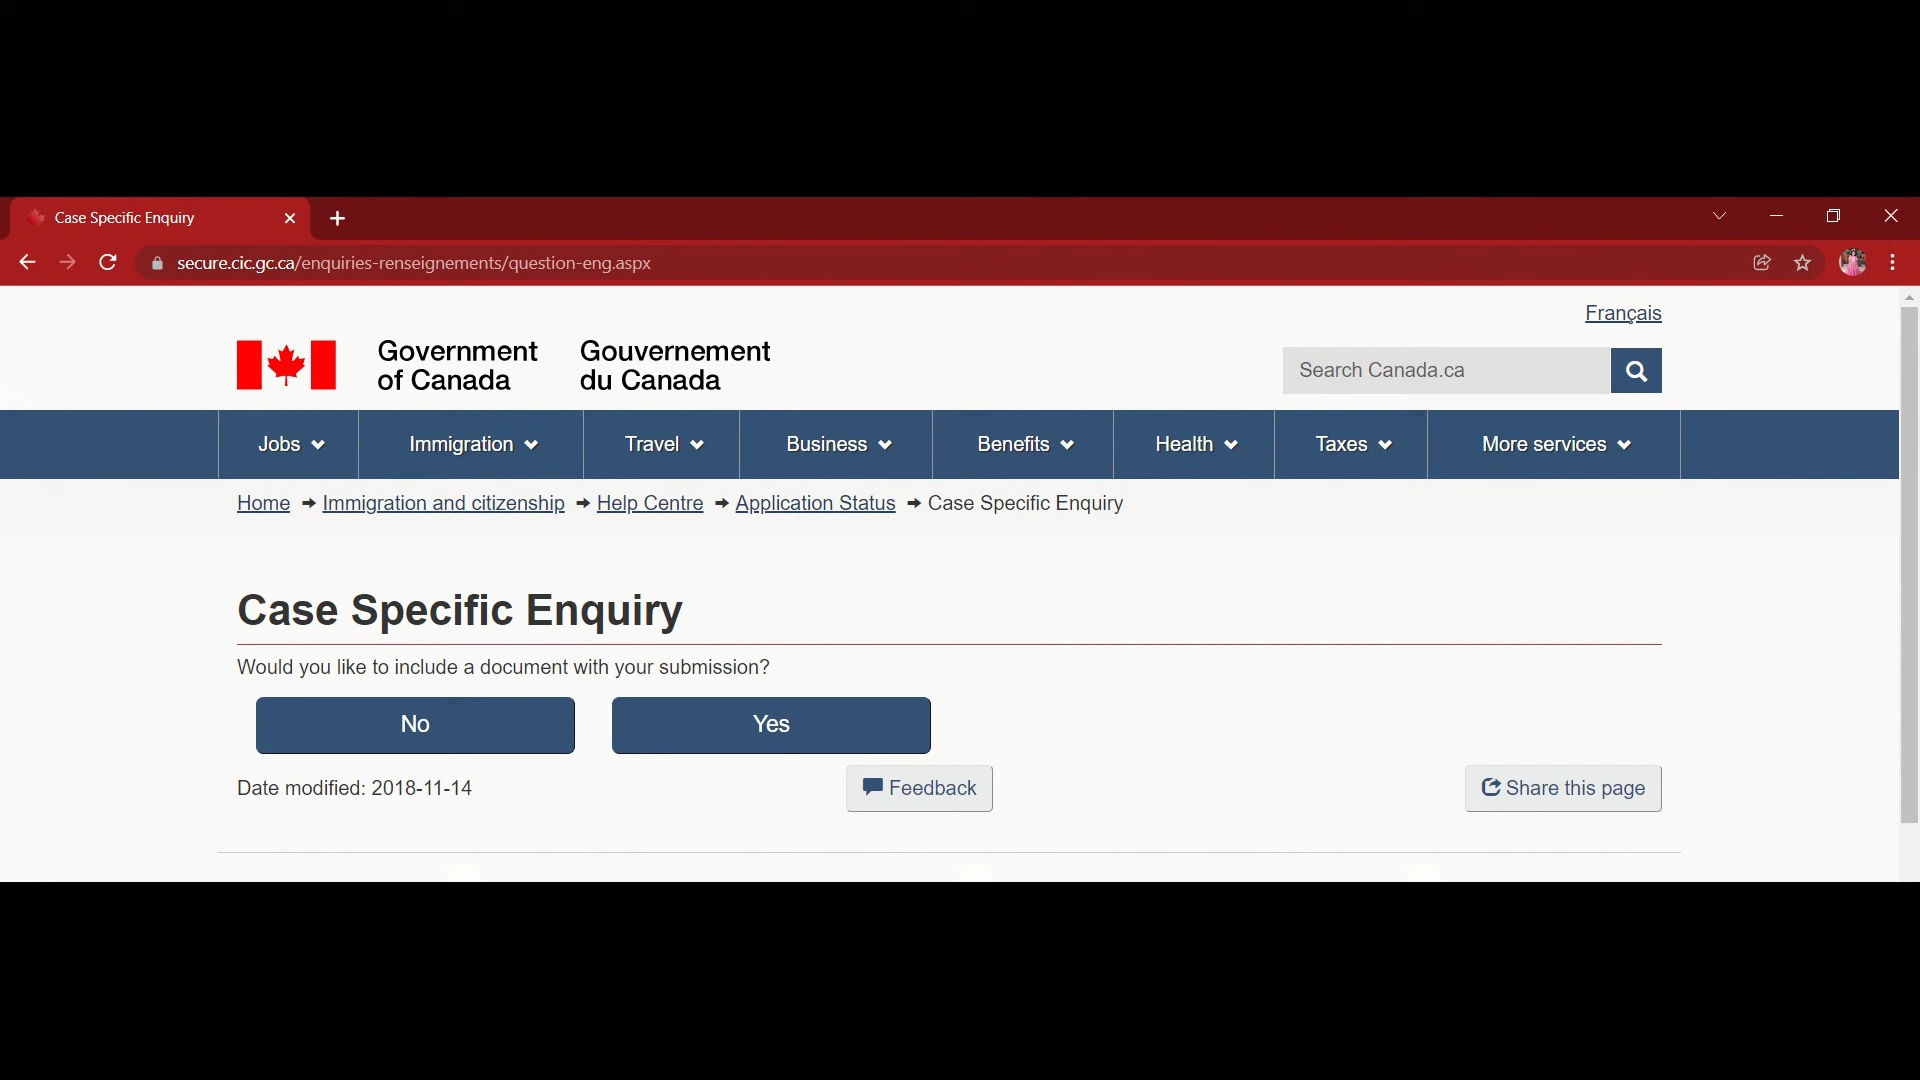 Case Specific Enquiry
secure.cic.gc.ca/enquiries-renseignements/question-eng.aspx
Français
Government of Canada
Gouvernement du Canada
Search Canada.ca
Jobs Immigration Travel Business Benefits Health Taxes More services
Home Immigration and citizenship Help Centre Application Status Case Specific Enquiry
Case Specific Enquiry
Would you like to include a document with your submission?
No Yes
Date modified: 2018-11-14 Feedback Share this page